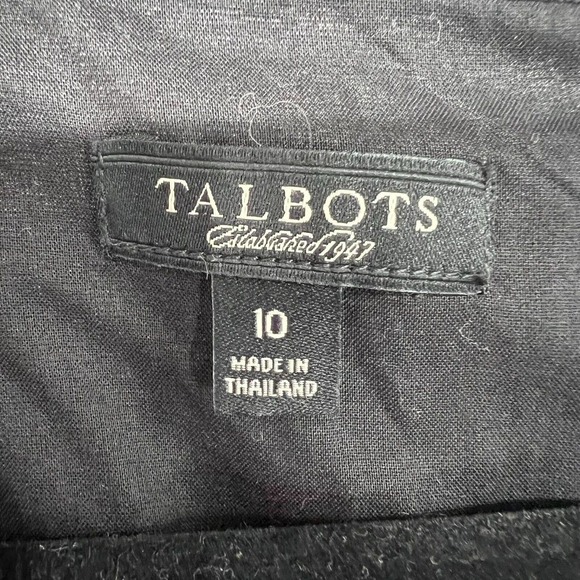 TALBOTS
Established 1947
10
MADE IN
THAILAND